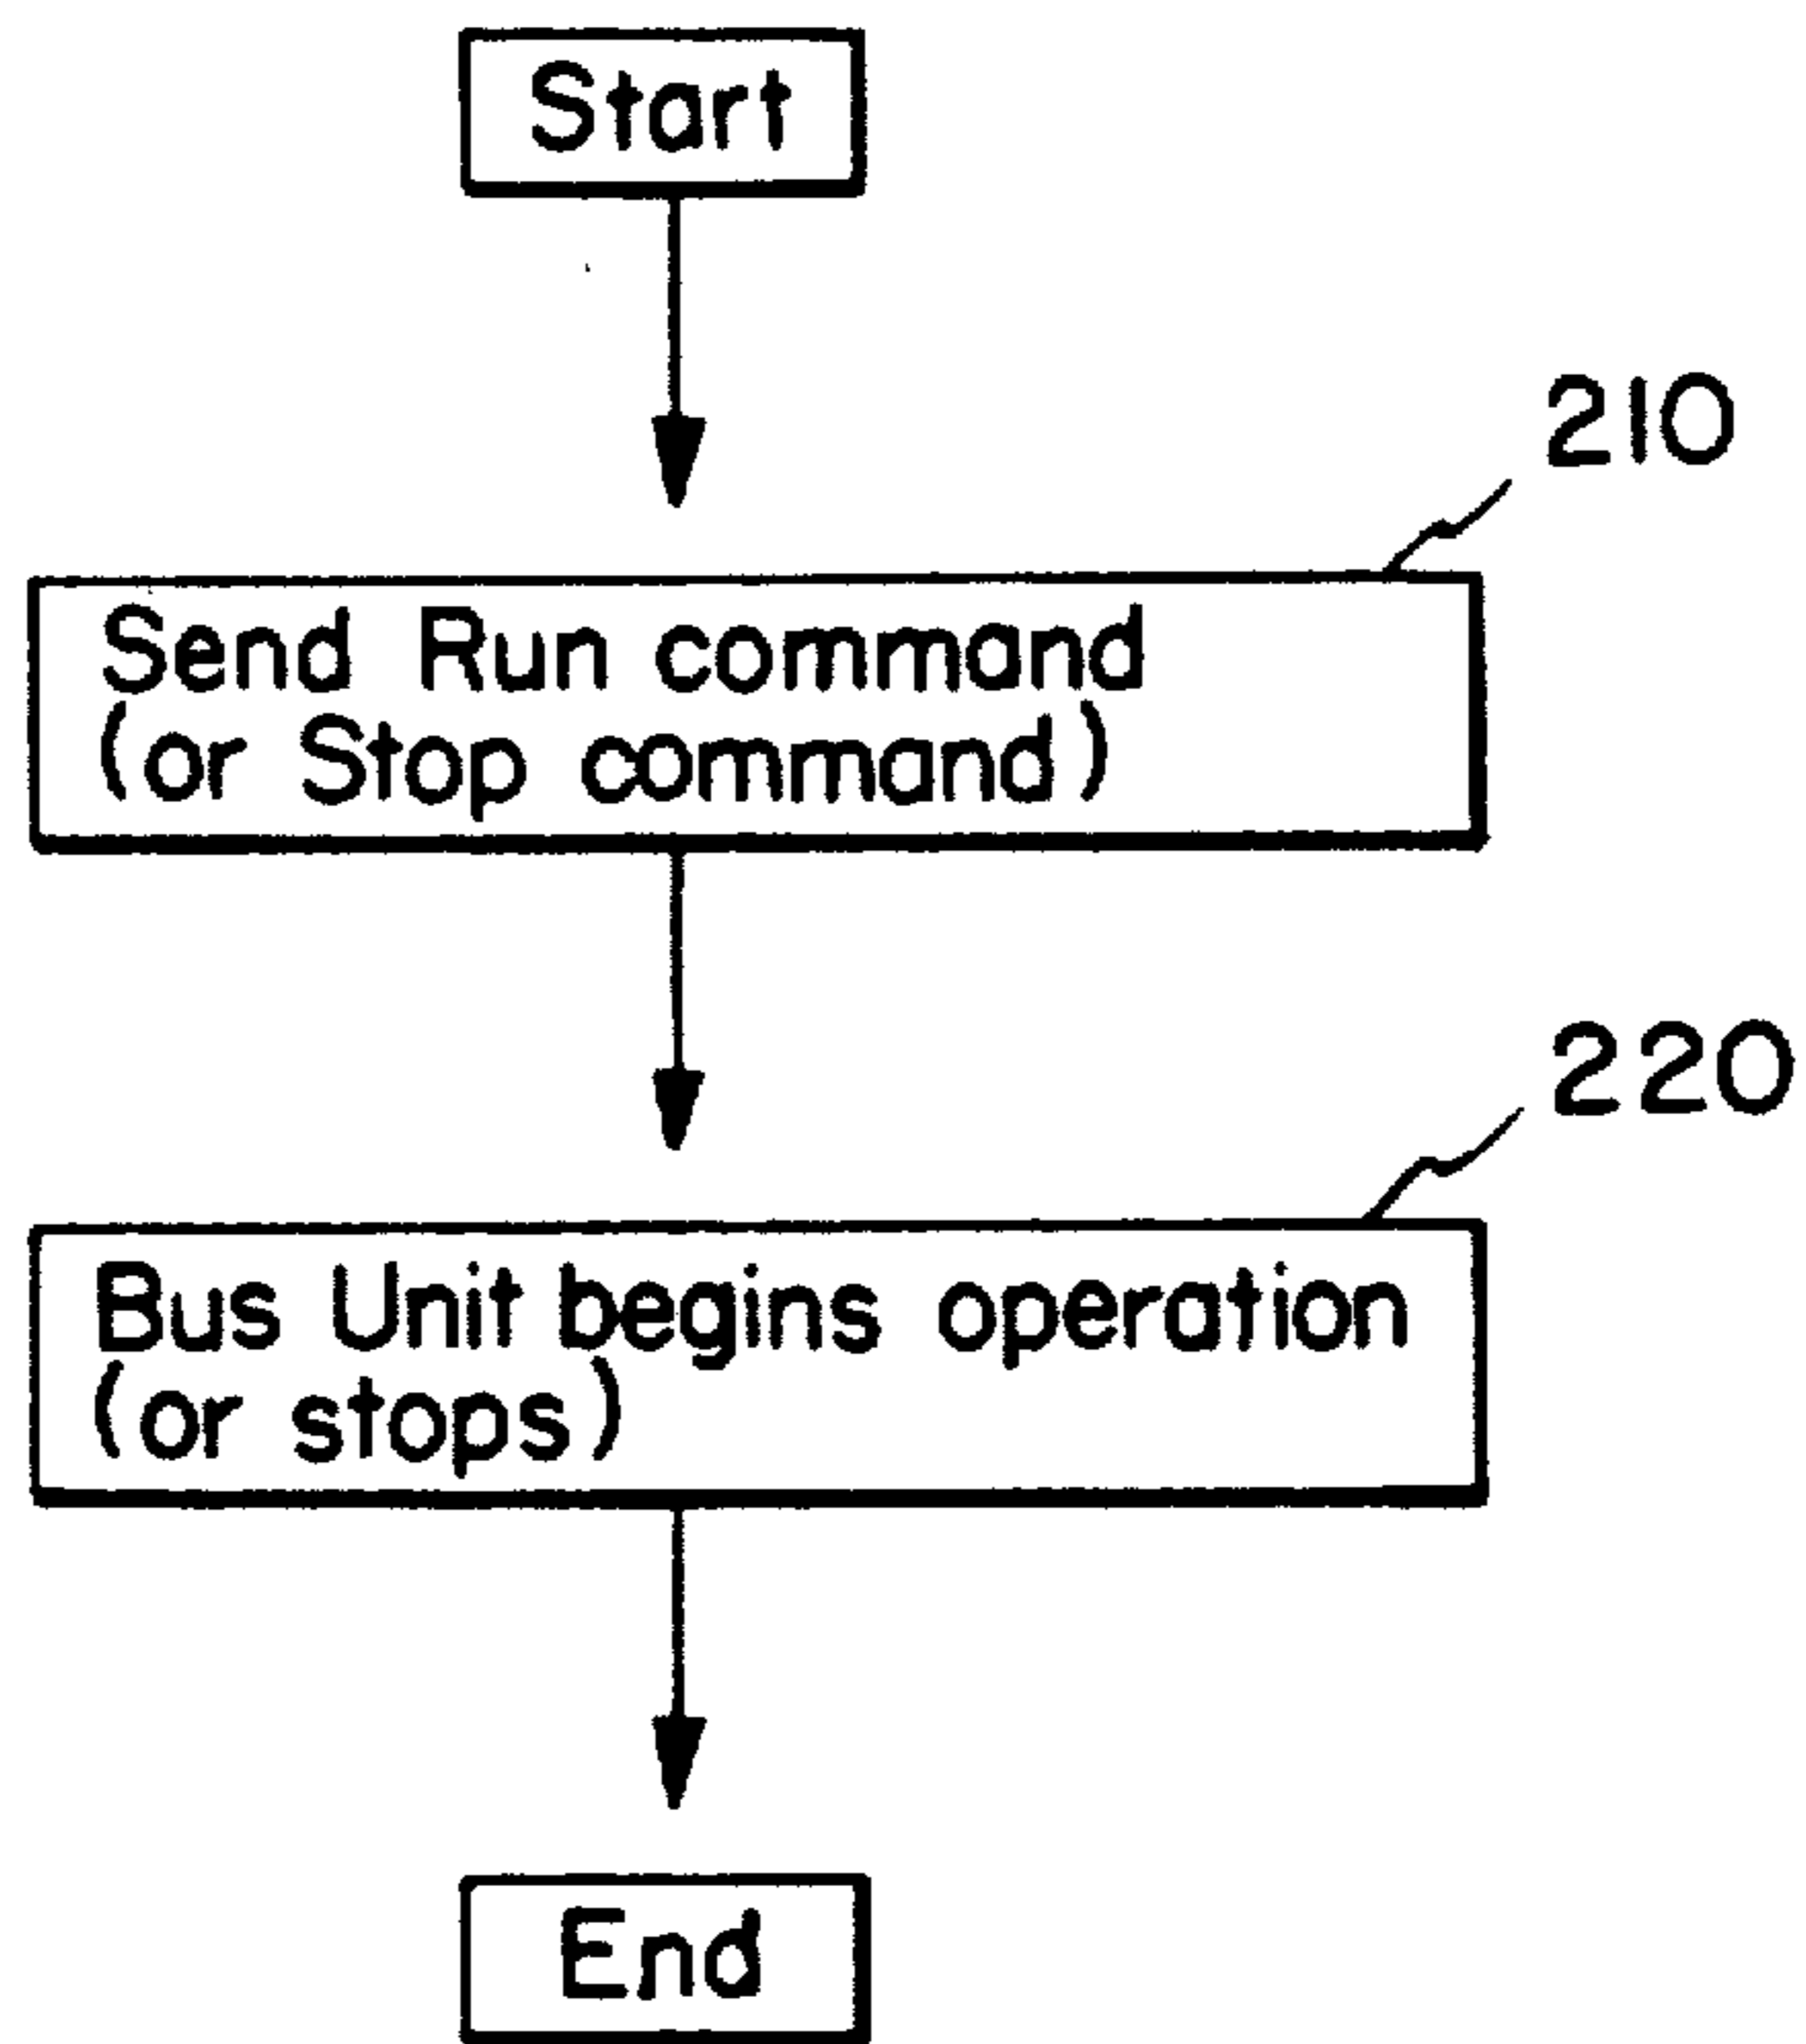 Start
210
Send Run command
(or Stop command)
220
Bus Unit begins operation
(or stops)
End